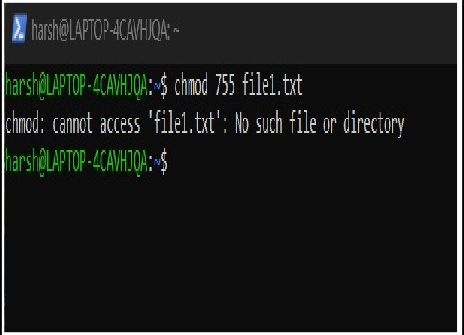 harsh@LAPTOP-4CAVHJQA: ~
harsh@LAPTOP-4CAVHJQA:~$ chmod 755 file1.txt
chmod: cannot access 'file1.txt': No such file or directory
harsh@LAPTOP-4CAVHJQA:~$